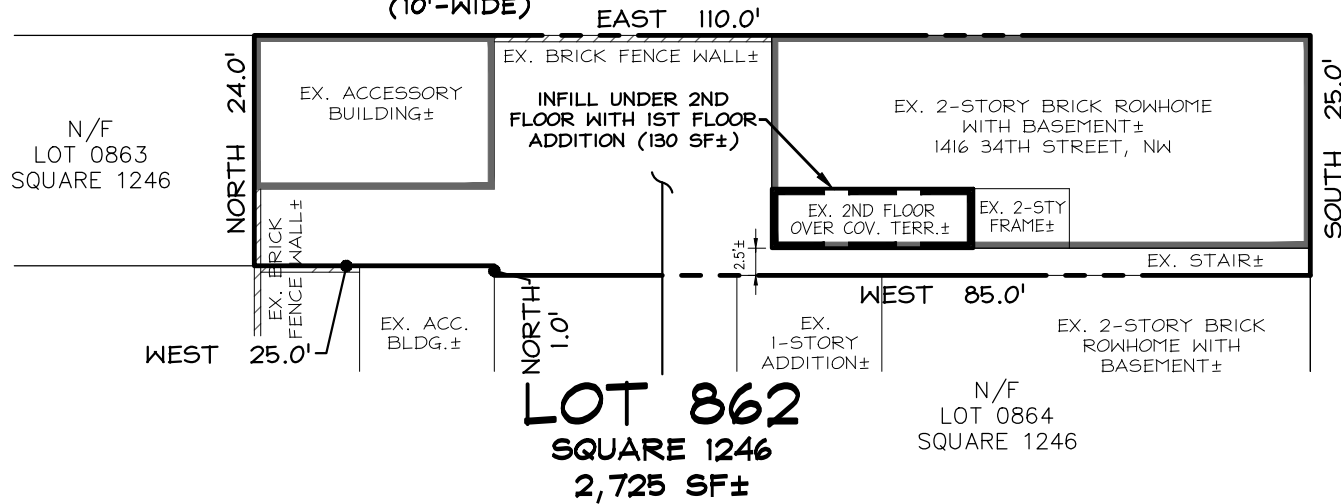 (10'-WIDE)
EAST 110.0'
EX. BRICK FENCE WALL±
NORTH 24.0'
EX. ACCESSORY
BUILDING±
INFILL UNDER 2ND
FLOOR WITH 1ST FLOOR
ADDITION (130 SF±)
EX. 2-STORY BRICK ROWHOME
WITH BASEMENT±
1416 34TH STREET, NW
SOUTH 25.0'
N/F
LOT 0863
SQUARE 1246
EX. 2ND FLOOR
OVER COV. TERR.±
EX. 2-STY
FRAME±
EX. BRICK
FENCE WALL±
2.5'±
EX. STAIR±
WEST 85.0'
NORTH
1.0'
WEST 25.0'
EX. ACC.
BLDG.±
EX.
1-STORY
ADDITION±
EX. 2-STORY BRICK
ROWHOME WITH
BASEMENT±
N/F
LOT 0864
SQUARE 1246
LOT 862
SQUARE 1246
2,725 SF±